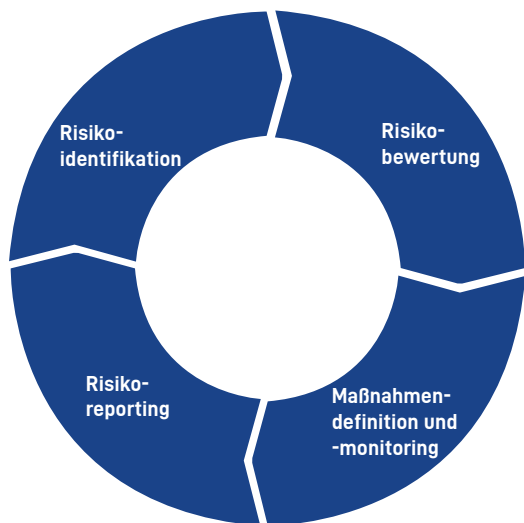 Risiko-
identifikation
Risiko-
bewertung
Maßnahmen-
definition und
-monitoring
Risiko-
reporting